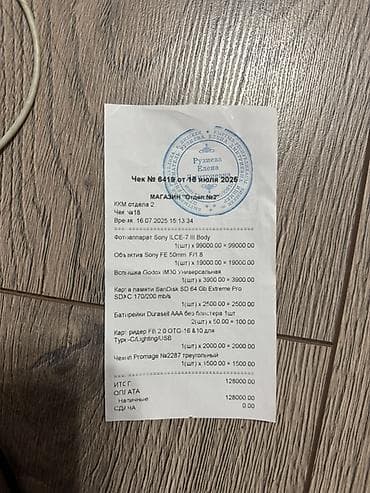 Рузиева
Елена
Чек № 6419 от 16 июля 2025
МАГАЗИН "Отдел №2"
ККМ отдела 2
Чек №18
Время: 16.07.2025 15:13:34
Фотоаппарат Sony ILCE-7 III Body
1(шт) x 99000.00 = 99000.00
Объектив Sony FE 50mm F/1.8
1(шт) x 19000.00 = 19000.00
Вспышка Godox iM30 Универсальная
1(шт) x 3900.00 = 3900.00
Карта памяти SanDisk SD 64 Gb Extreme Pro
SDXC 170/200 mb/s
1(шт) x 2500.00 = 2500.00
Батарейки Duracell AAA без блистера 1шт
2(шт) x 50.00 = 100.00
Карт ридер FB 2.0 OTG-16 &10 для
Type-C/Lighting/USB
1(шт) x 2000.00 = 2000.00
Чехол Promage №2287 треугольный
1(шт) x 1500.00 = 1500.00
ИТОГ: 128000.00
ОПЛАТА
Наличные 128000.00
СДАЧА 0.00